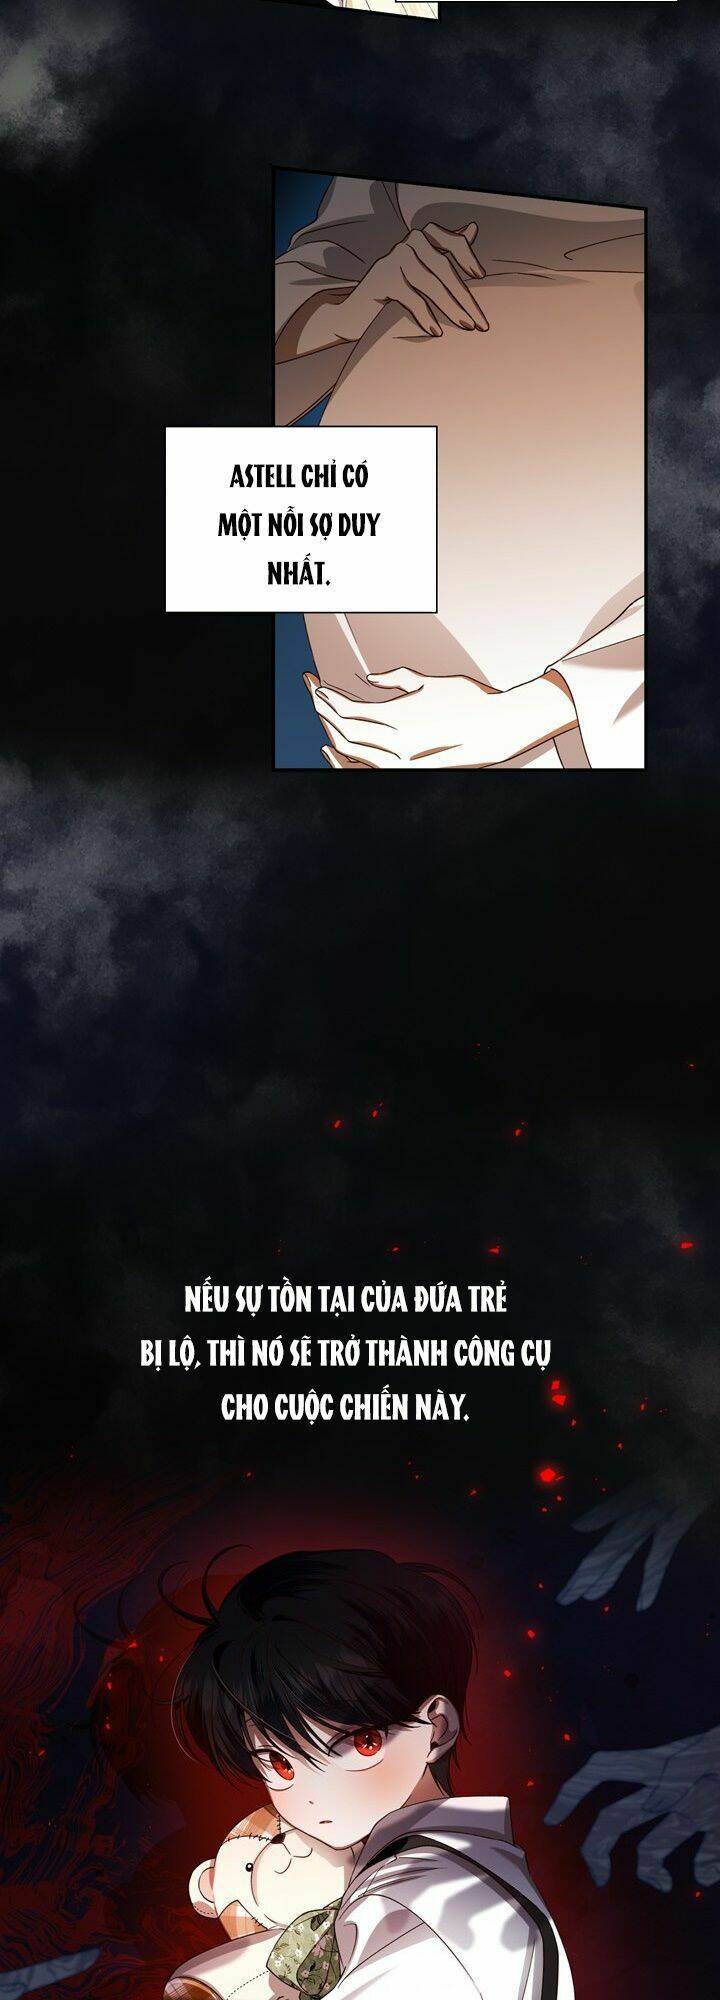 ASTELL CHỈ CÓ
MỘT NỖI SỢ DUY
NHẤT.
NẾU SỰ TỒN TẠI CỦA ĐỨA TRẺ
BỊ LỘ, THÌ NÓ SẼ TRỞ THÀNH CÔNG CỤ
CHO CUỘC CHIẾN NÀY.